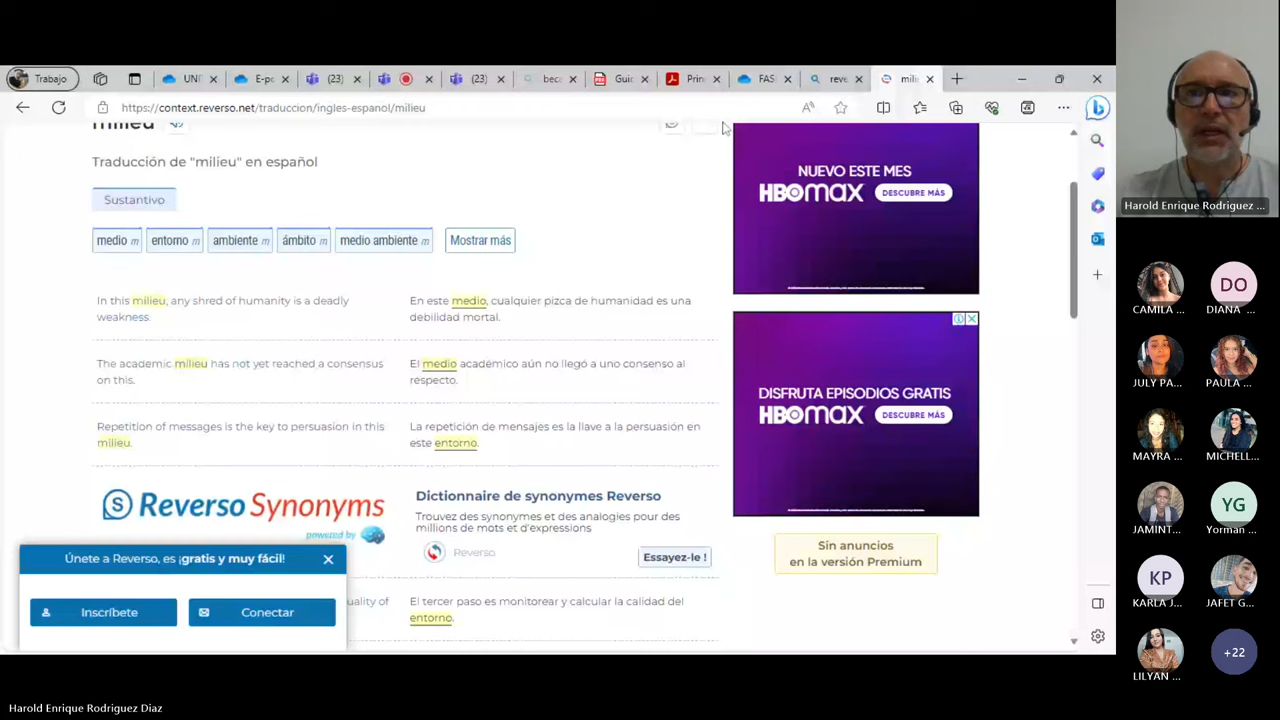 Trabajo
UNF
E-po
(23)
(23)
bec
Guic
Prin
FAS
reve
mili
https://context.reverso.net/traduccion/ingles-espanol/milieu
milieu
Traducción de "milieu" en español
Sustantivo
medio m
entorno m
ambiente m
ámbito m
medio ambiente m
Mostrar más
In this milieu, any shred of humanity is a deadly
weakness.
En este medio, cualquier pizca de humanidad es una
debilidad mortal.
The academic milieu has not yet reached a consensus
on this.
El medio académico aún no llegó a uno consenso al
respecto.
Repetition of messages is the key to persuasion in this
milieu.
La repetición de mensajes es la llave a la persuasión en
este entorno.
Reverso Synonyms
powered by
Dictionnaire de synonymes Reverso
Trouvez des synonymes et des analogies pour des
millions de mots et d'expressions
Reverso
Essayez-le !
Únete a Reverso, es ¡gratis y muy fácil!
Inscríbete
Conectar
uality of
El tercer paso es monitorear y calcular la calidad del
entorno.
NUEVO ESTE MES
HBOMAX
DESCUBRE MÁS
DISFRUTA EPISODIOS GRATIS
HBOMAX
DESCUBRE MÁS
Sin anuncios
en la versión Premium
Harold Enrique Rodriguez ...
CAMILA ...
DO
DIANA ...
JULY PA...
PAULA ...
MAYRA ...
MICHELL...
JAMINT...
YG
Yorman ...
KP
KARLA J...
JAFET G...
LILYAN ...
+22
Harold Enrique Rodriguez Diaz